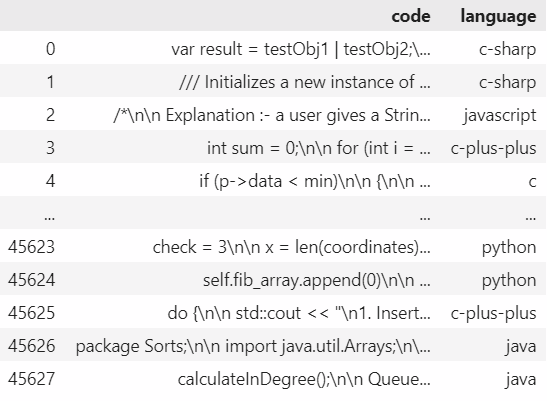 code language
0 var result = testObj1 | testObj2;\... c-sharp
1 /// Initializes a new instance of ... c-sharp
2 /*\n\n Explanation :- a user gives a Strin... javascript
3 int sum = 0;\n\n for (int i = ... c-plus-plus
4 if (p->data < min)\n\n {\n\n ... c
... ... ...
45623 check = 3\n\n x = len(coordinates)... python
45624 self.fib_array.append(0)\n\n ... python
45625 do {\n\n std::cout << "\n1. Insert... c-plus-plus
45626 package Sorts;\n\n import java.util.Arrays;\n\... java
45627 calculateInDegree();\n\n Queue... java